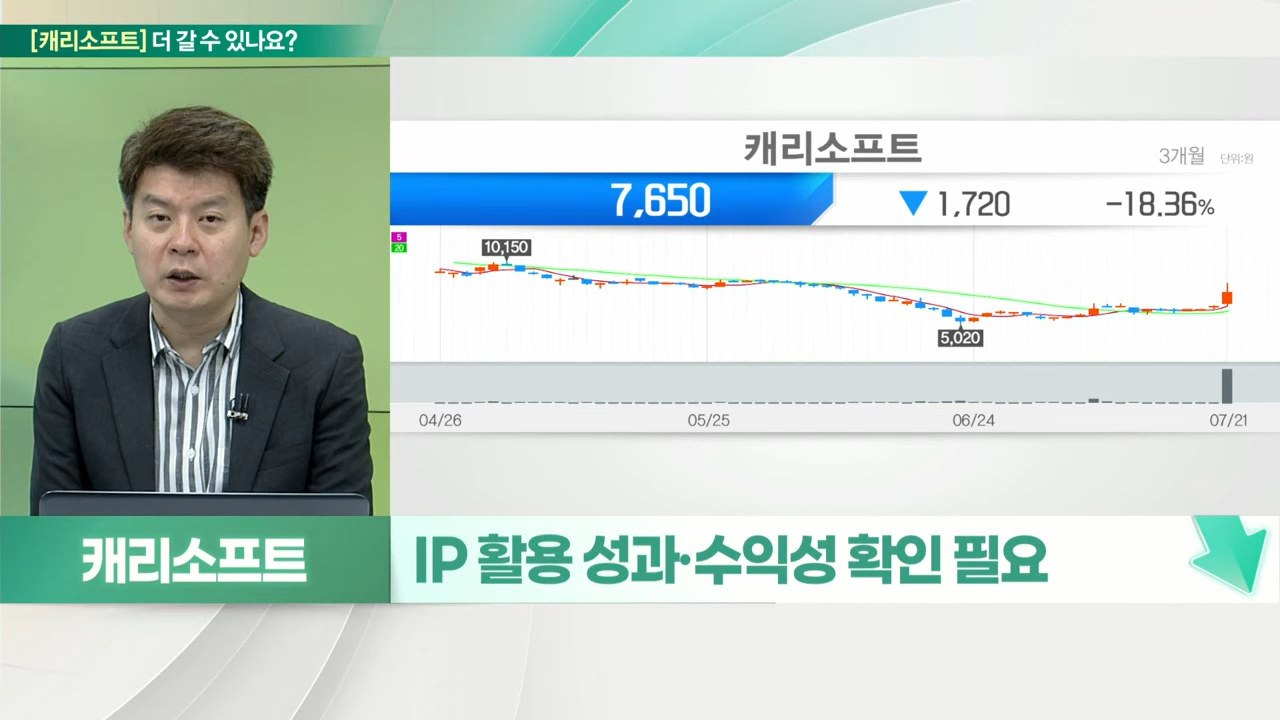 [캐리소프트] 더 갈 수 있나요?
캐리소프트
3개월 단위:원
7,650 ▼ 1,720 -18.36%
5
20
10,150
5,020
04/26 05/25 06/24 07/21
캐리소프트
IP 활용 성과·수익성 확인 필요